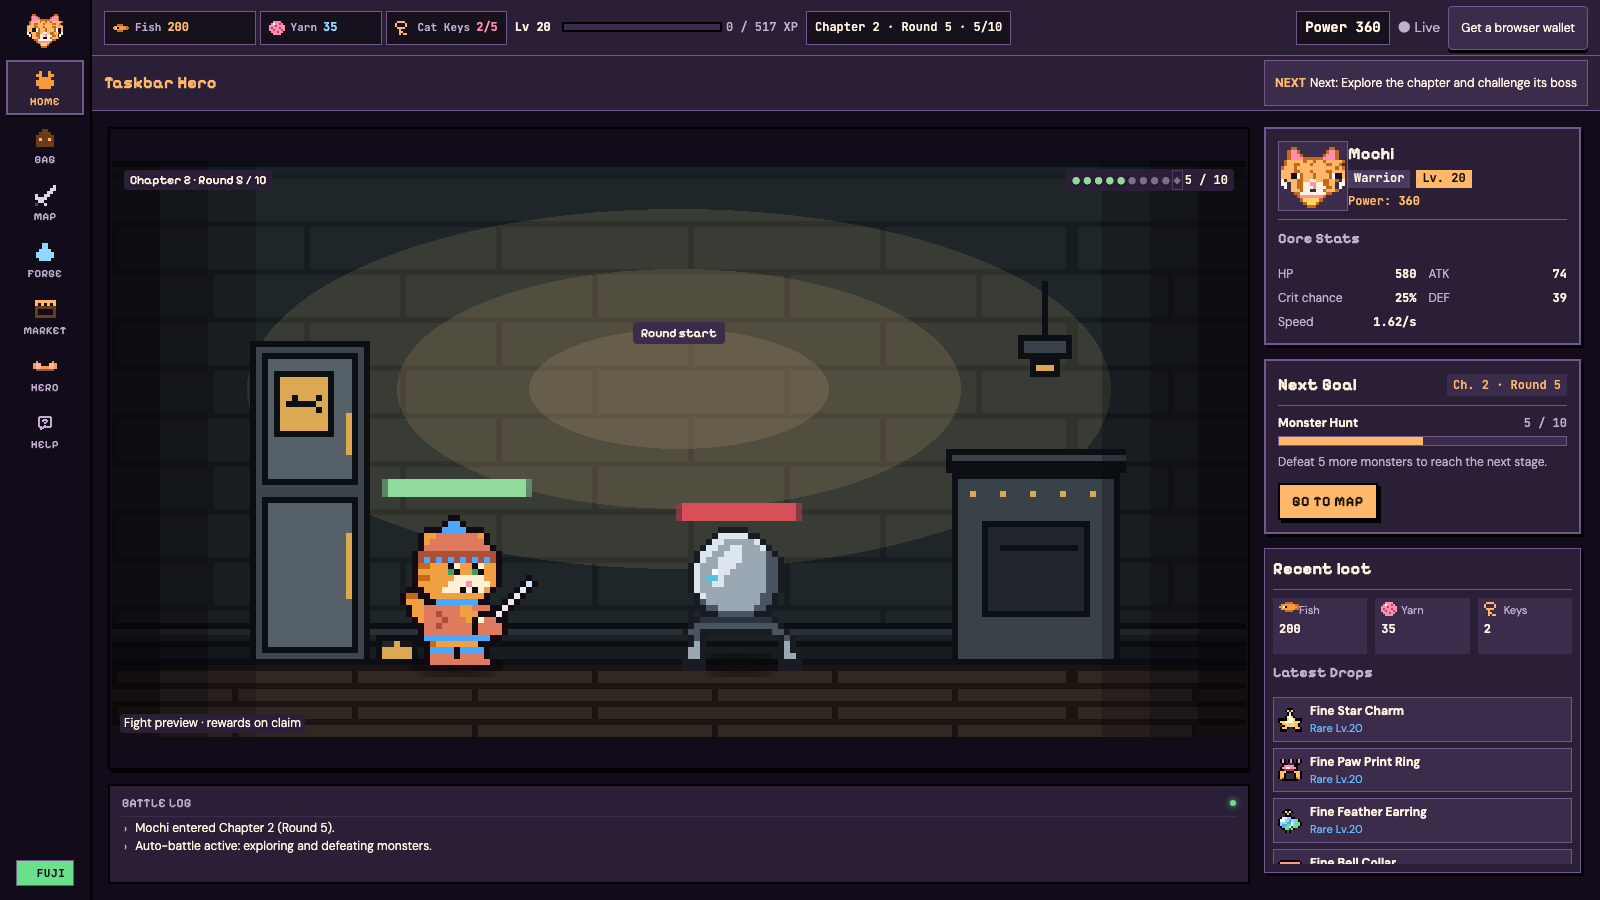 Fish 200
Yarn 35
Cat Keys 2/5
Lv 20
0 / 517 XP
Chapter 2 · Round 5 · 5/10
Power 360
Live
Get a browser wallet
HOME
BAG
MAP
FORGE
MARKET
HERO
HELP
FUJI
Taskbar Hero
NEXT Next: Explore the chapter and challenge its boss
Chapter 2 · Round 5 / 10
5 / 10
Round start
Fight preview · rewards on claim
BATTLE LOG
› Mochi entered Chapter 2 (Round 5).
› Auto-battle active: exploring and defeating monsters.
Mochi
Warrior Lv. 20
Power: 360
Core Stats
HP 580 ATK 74
Crit chance 25% DEF 39
Speed 1.62/s
Next Goal
Ch. 2 · Round 5
Monster Hunt 5 / 10
Defeat 5 more monsters to reach the next stage.
GO TO MAP
Recent loot
Fish
200
Yarn
35
Keys
2
Latest Drops
Fine Star Charm
Rare Lv.20
Fine Paw Print Ring
Rare Lv.20
Fine Feather Earring
Rare Lv.20
Fine Bell Collar